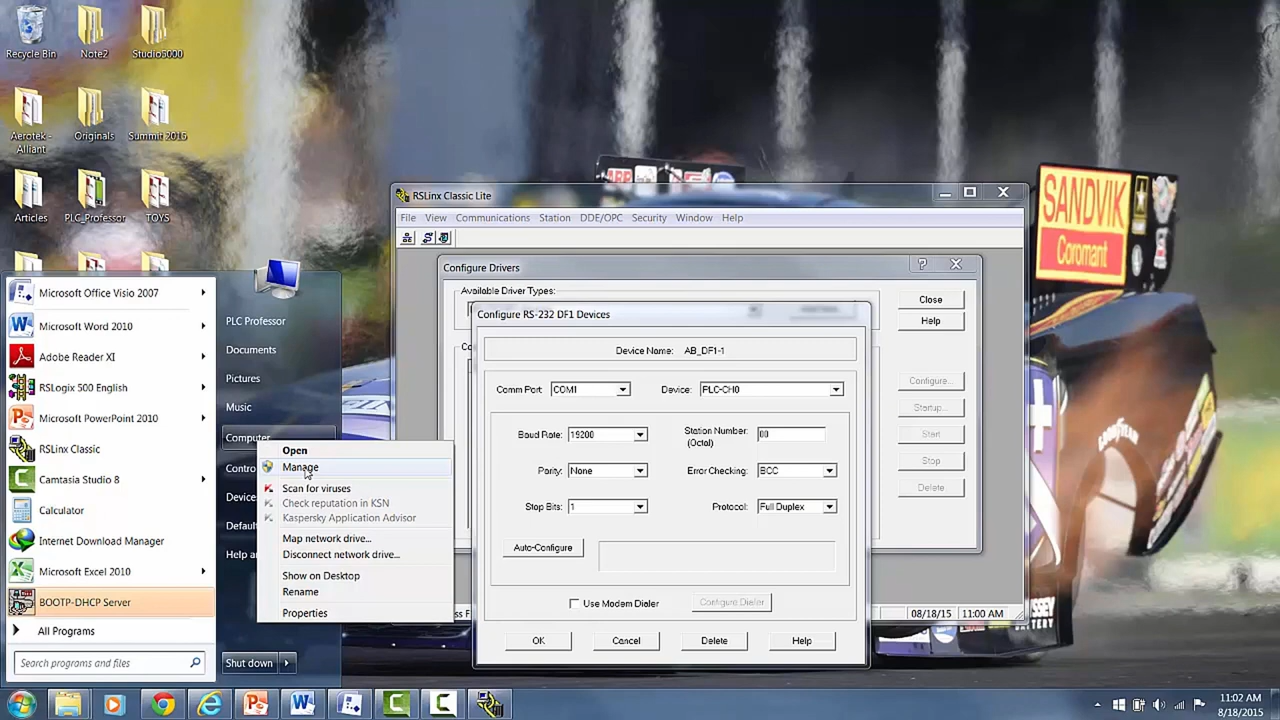 Recycle Bin
Note2
Studio5000
Aerotek -
Alliant
Originals
Summit 2015
Articles
PLC_Professor
TOYS
Microsoft Office Visio 2007
Microsoft Word 2010
Adobe Reader XI
RSLogix 500 English
Microsoft PowerPoint 2010
RSLinx Classic
Camtasia Studio 8
Calculator
Internet Download Manager
Microsoft Excel 2010
BOOTP-DHCP Server
All Programs
Search programs and files
PLC Professor
Documents
Pictures
Music
Computer
Contro
Device
Defaul
Help an
Shut down
Open
Manage
Scan for viruses
Check reputation in KSN
Kaspersky Application Advisor
Map network drive...
Disconnect network drive...
Show on Desktop
Rename
Properties
RSLinx Classic Lite
File View Communications Station DDE/OPC Security Window Help
Configure Drivers
Available Driver Types:
Close
Help
Configure...
Startup...
Start
Stop
Delete
Configure RS-232 DF1 Devices
Device Name: AB_DF1-1
Comm Port: COM1 Device: PLC-CH0
Baud Rate: 19200 Station Number: 00
(Octal)
Parity: None Error Checking: BCC
Stop Bits: 1 Protocol: Full Duplex
Auto-Configure
Use Modem Dialer Configure Dialer
OK Cancel Delete Help
08/18/15 11:00 AM
SANDVIK
Coromant
GOODYEAR
11:02 AM
8/18/2015